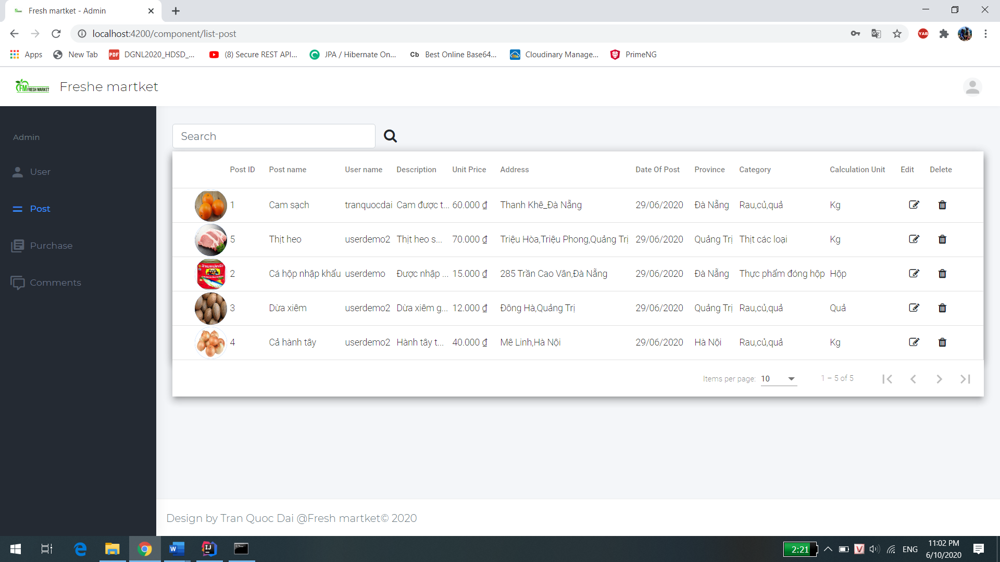 Fresh martket - Admin
localhost:4200/component/list-post
YAB
Apps
New Tab
PDF DGNL2020_HDSD_...
(8) Secure REST API...
JPA / Hibernate On...
Cb Best Online Base64...
Cloudinary Manage...
PrimeNG
FM FRESH MARKET
Freshe martket
Admin
User
Post
Purchase
Comments
Search
Post ID Post name User name Description Unit Price Address Date Of Post Province Category Calculation Unit Edit Delete
1 Cam sạch tranquocdai Cam được t... 60.000 ₫ Thanh Khê_Đà Nẵng 29/06/2020 Đà Nẵng Rau,củ,quả Kg
5 Thịt heo userdemo2 Thịt heo s... 70.000 ₫ Triệu Hòa,Triệu Phong,Quảng Trị 29/06/2020 Quảng Trị Thịt các loại Kg
2 Cá hộp nhập khẩu userdemo Được nhập ... 15.000 ₫ 285 Trần Cao Vân,Đà Nẵng 29/06/2020 Đà Nẵng Thực phẩm đóng hộp Hộp
3 Dừa xiêm userdemo2 Dừa xiêm g... 12.000 ₫ Đông Hà,Quảng Trị 29/06/2020 Quảng Trị Rau,củ,quả Quả
4 Cả hành tây userdemo2 Hành tây t... 40.000 ₫ Mê Linh,Hà Nội 29/06/2020 Hà Nội Rau,củ,quả Kg
Items per page: 10 1 – 5 of 5
Design by Tran Quoc Dai @Fresh martket© 2020
2:21
ENG
11:02 PM
6/10/2020